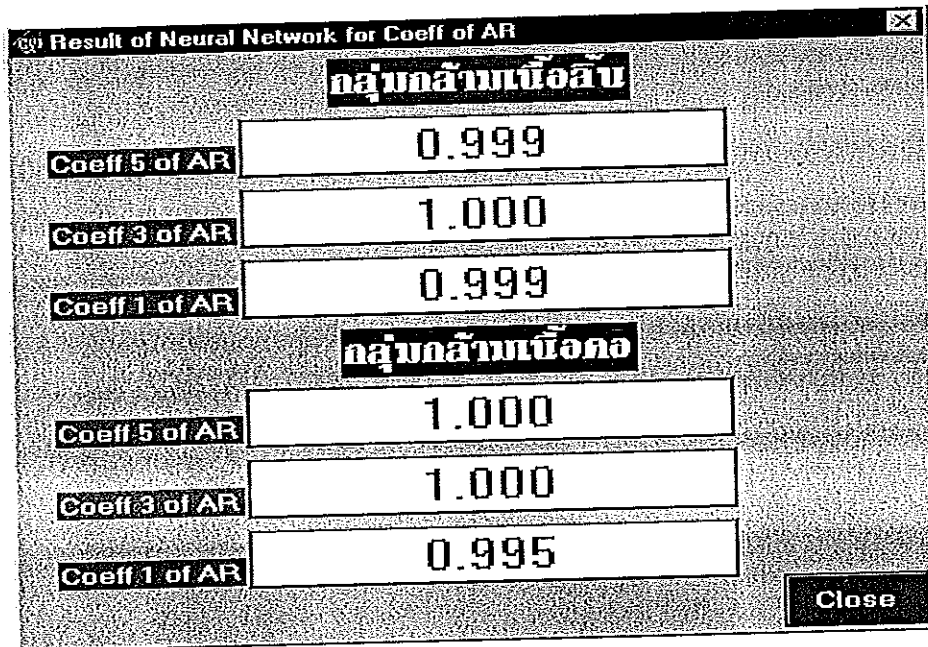 Result of Neural Network for Coeff of AR
กลุ่มกล้ามเนื้อลิ้น
Coeff 5 of AR 0.999
Coeff 3 of AR 1.000
Coeff 1 of AR 0.999
กลุ่มกล้ามเนื้อคอ
Coeff 5 of AR 1.000
Coeff 3 of AR 1.000
Coeff 1 of AR 0.995
Close